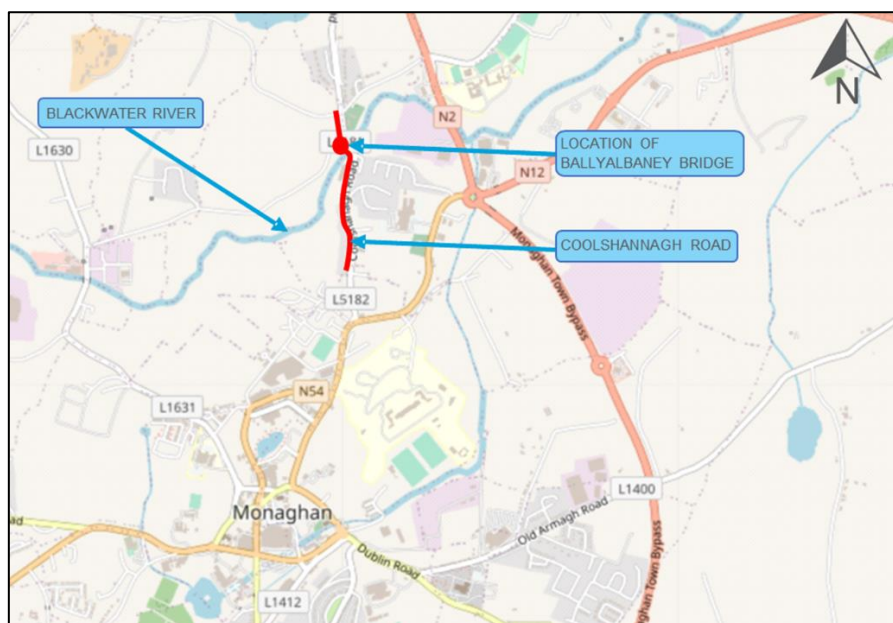 BLACKWATER RIVER
L1630
N2
LOCATION OF
BALLYALBANEY BRIDGE
N12
COOLSHANNAGH ROAD
Monaghan Town Bypass
L5182
N54
L1631
L1400
Monaghan
Old Armagh Road
Dublin Road
L1412
Town Bypass
N